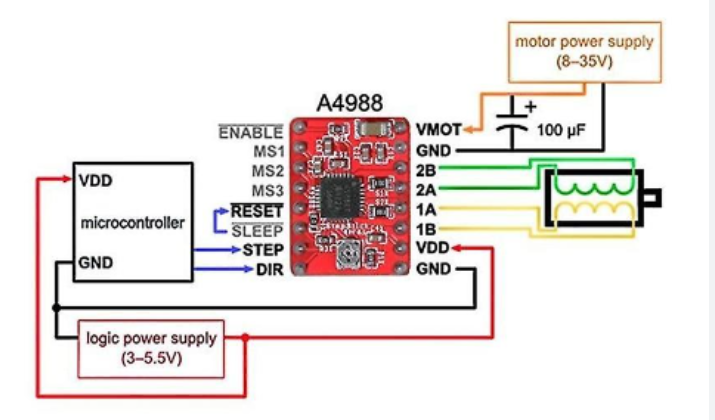 motor power supply
(8–35V)
A4988
+
100 µF
ENABLE
MS1
MS2
MS3
RESET
SLEEP
STEP
DIR
VMOT
GND
2B
2A
1A
1B
VDD
GND
VDD
microcontroller
GND
logic power supply
(3–5.5V)